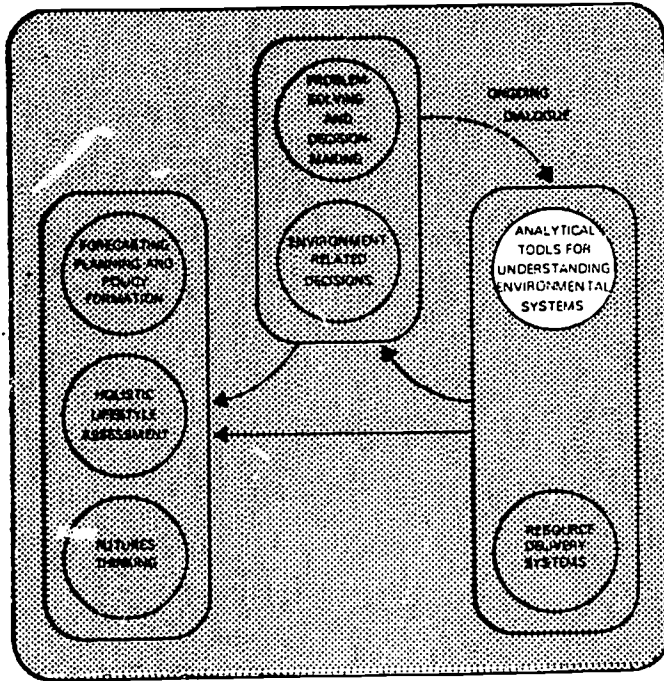 PROBLEM
SOLVING
AND
DECISION-
MAKING
ONGOING
DIALOGUE
ENVIRONMENT
RELATED
DECISIONS
FORECASTING
PLANNING AND
POLICY
FORMATION
HOLISTIC
LIFESTYLE
ASSESSMENT
FUTURES
THINKING
ANALYTICAL
TOOLS FOR
UNDERSTANDING
ENVIRONMENTAL
SYSTEMS
RESOURCE
DELIVERY
SYSTEMS